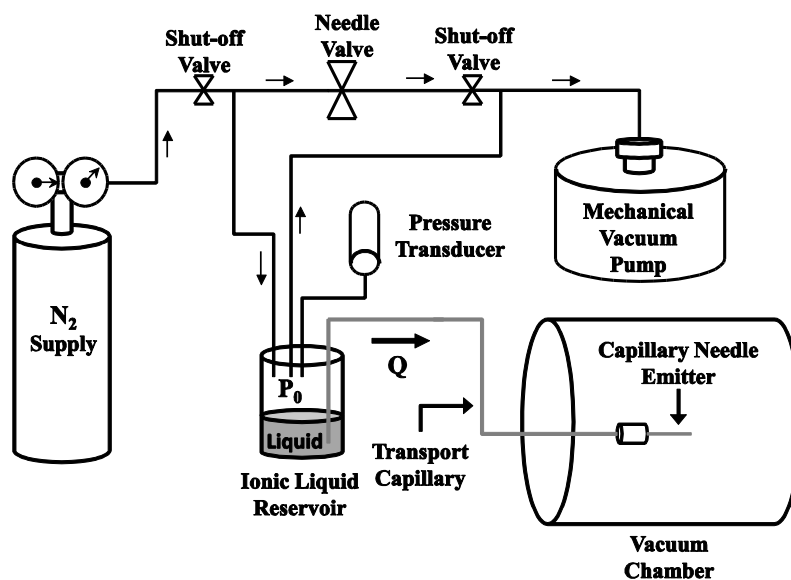 Shut-off
Valve
Needle
Valve
Shut-off
Valve
Mechanical
Vacuum
Pump
Pressure
Transducer
N2
Supply
P0
Liquid
Q
Capillary Needle
Emitter
Transport
Capillary
Ionic Liquid
Reservoir
Vacuum
Chamber